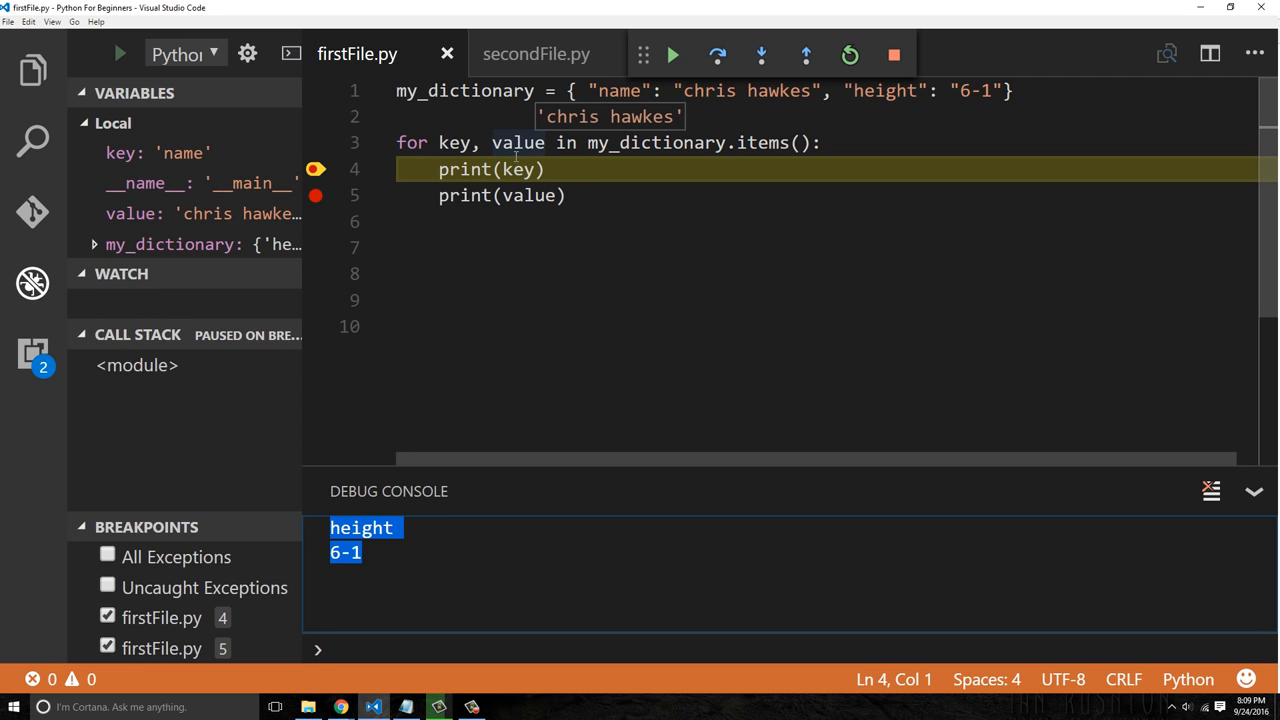 firstFile.py - Python For Beginners - Visual Studio Code
File Edit View Go Help
Python
firstFile.py
secondFile.py
VARIABLES
Local
key: 'name'
__name__: '__main__'
value: 'chris hawke...
my_dictionary: {'he...
WATCH
CALL STACK PAUSED ON BRE...
<module>
BREAKPOINTS
All Exceptions
Uncaught Exceptions
firstFile.py 4
firstFile.py 5
2
1 my_dictionary = { "name": "chris hawkes", "height": "6-1"}
2
'chris hawkes'
3 for key, value in my_dictionary.items():
4 print(key)
5 print(value)
6
7
8
9
10
DEBUG CONSOLE
height
6-1
0 0
Ln 4, Col 1 Spaces: 4 UTF-8 CRLF Python
I'm Cortana. Ask me anything.
8:09 PM
9/24/2016